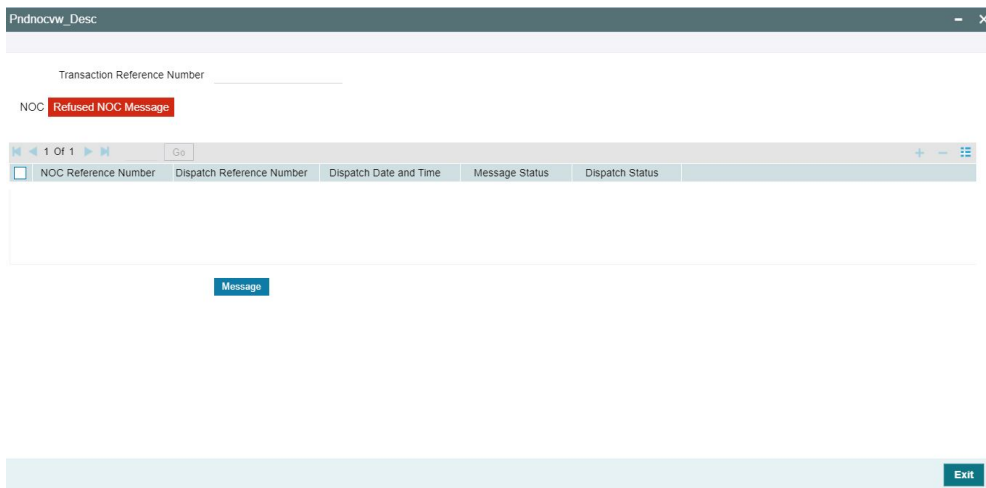 Pndnocvw_Desc
Transaction Reference Number
NOC Refused NOC Message
1 Of 1 Go
NOC Reference Number Dispatch Reference Number Dispatch Date and Time Message Status Dispatch Status
Message
Exit